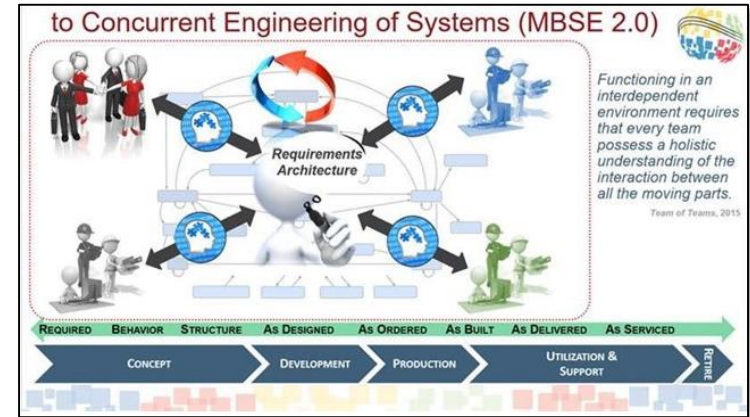 to Concurrent Engineering of Systems (MBSE 2.0)
Functioning in an
interdependent
environment requires
that every team
possess a holistic
understanding of the
interaction between
all the moving parts.
Team of Teams, 2015
Requirements
Architecture
REQUIRED BEHAVIOR STRUCTURE AS DESIGNED AS ORDERED AS BUILT AS DELIVERED AS SERVICED
CONCEPT DEVELOPMENT PRODUCTION UTILIZATION &
SUPPORT
RETIRE